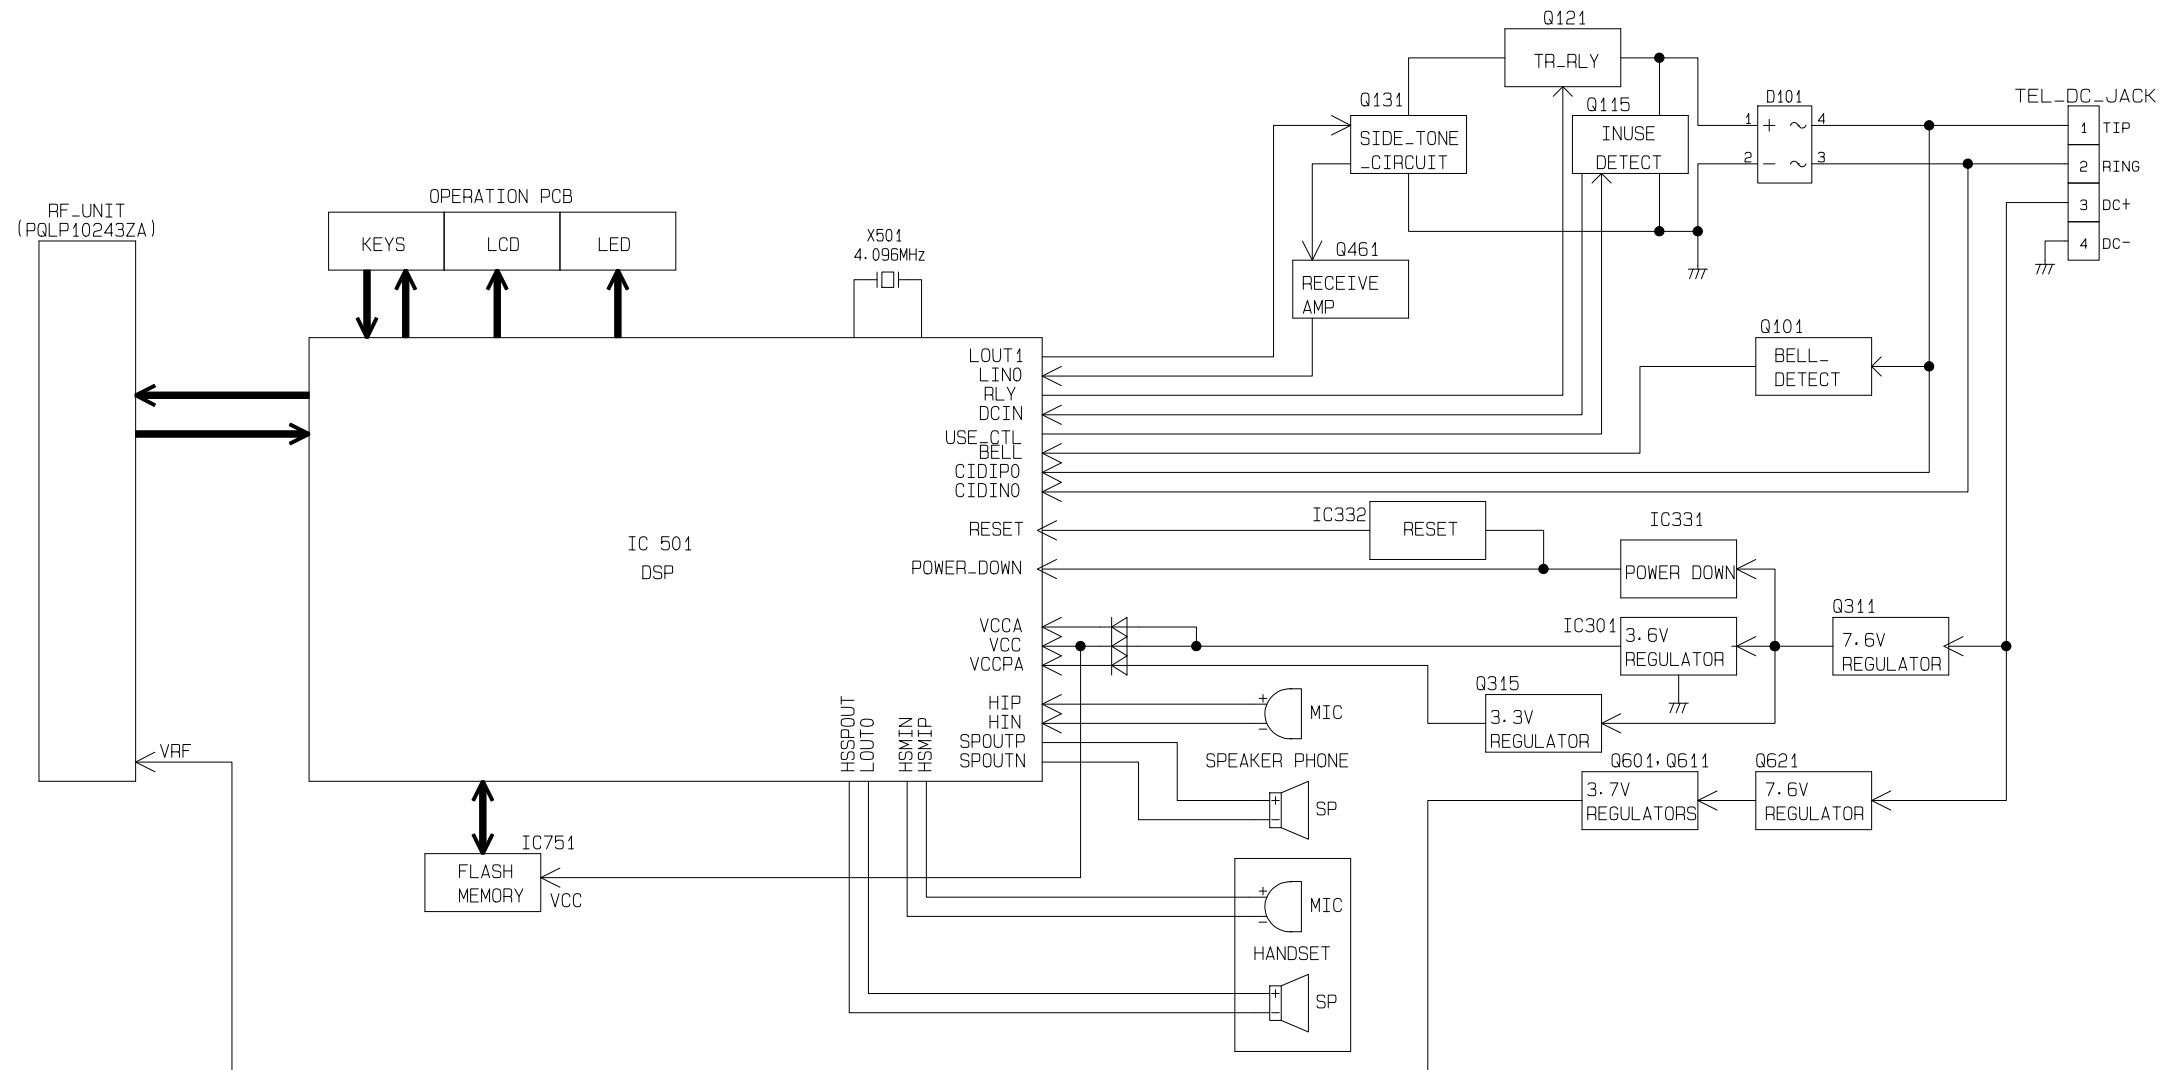 Q121
TR_RLY
Q131
SIDE_TONE
_CIRCUIT
Q115
INUSE
DETECT
D101
1 + ~ 4
2 - ~ 3
TEL_DC_JACK
1 TIP
2 RING
3 DC+
4 DC-
OPERATION PCB
KEYS LCD LED
RF_UNIT
(PQLP10243ZA)
X501
4.096MHz
Q461
RECEIVE
AMP
Q101
BELL_
DETECT
LOUT1
LIN0
RLY
DCIN
USE_CTL
BELL
CIDIP0
CIDIN0
RESET
POWER_DOWN
VCCA
VCC
VCCPA
HIP
HIN
SPOUTP
SPOUTN
IC 501
DSP
IC332
RESET
IC331
POWER DOWN
IC301
3.6V
REGULATOR
Q311
7.6V
REGULATOR
Q315
3.3V
REGULATOR
Q601,Q611
3.7V
REGULATORS
Q621
7.6V
REGULATOR
HSSPOUT
LOUT0
HSMIN
HSMIP
+
MIC
-
SPEAKER PHONE
+
SP
-
VRF
IC751
FLASH
MEMORY
VCC
+
MIC
-
HANDSET
+
SP
-